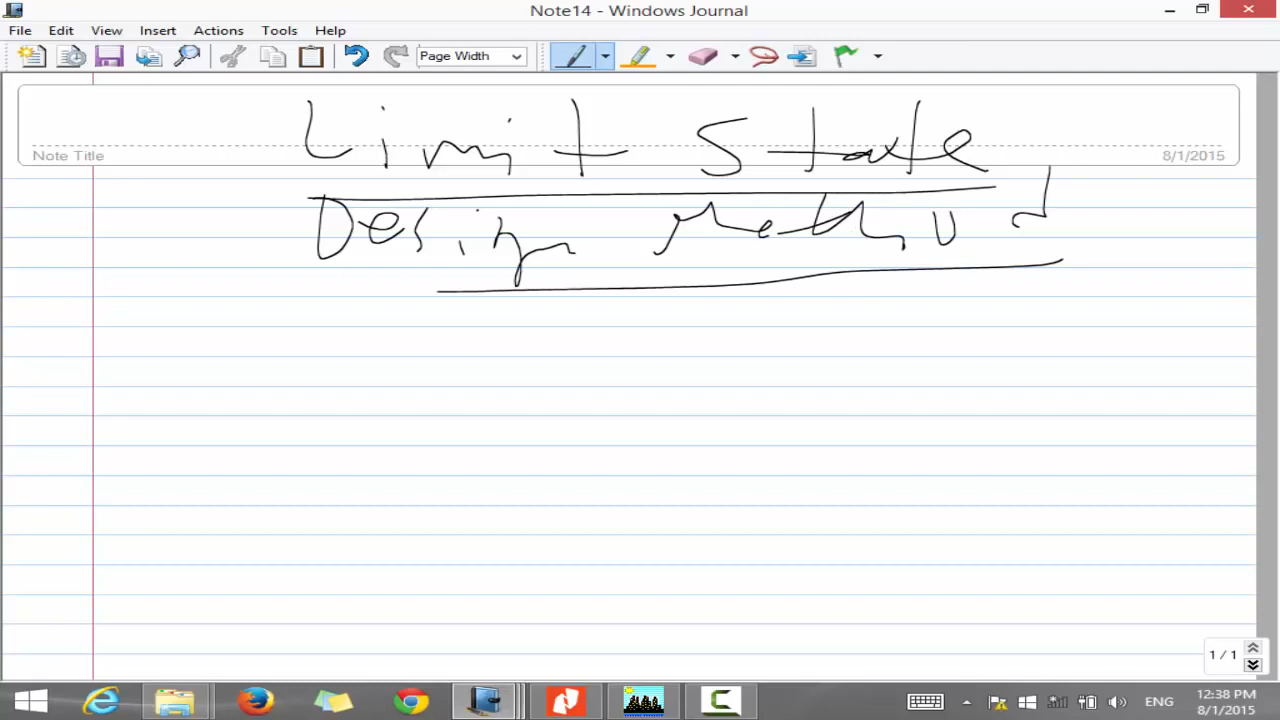 Note14 - Windows Journal
File Edit View Insert Actions Tools Help
Page Width
Limit State
Note Title
8/1/2015
Design Method
1 / 1
ENG
12:38 PM
8/1/2015